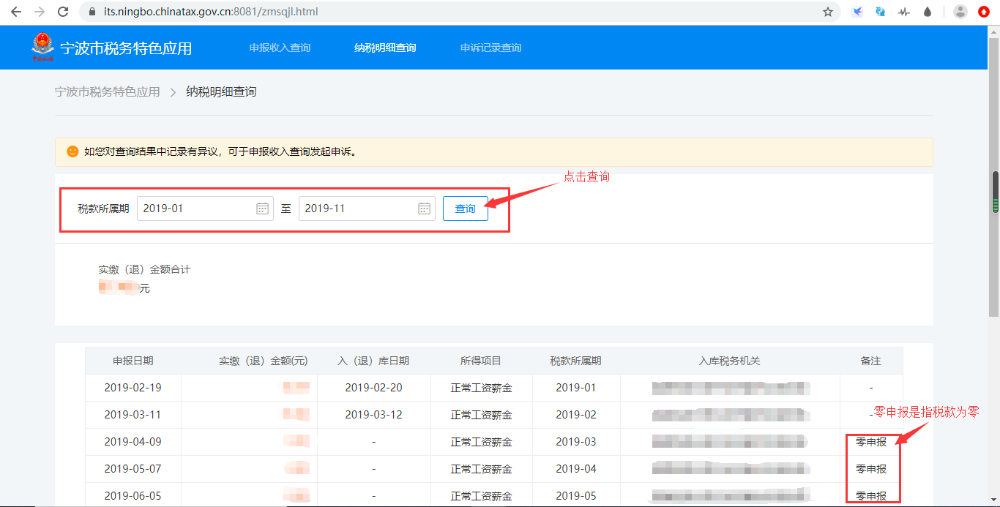 its.ningbo.chinatax.gov.cn:8081/zmsqjl.html
宁波市税务特色应用 申报收入查询 纳税明细查询 申诉记录查询
宁波市税务特色应用 > 纳税明细查询
如您对查询结果中记录有异议，可于申报收入查询发起申诉。
点击查询
税款所属期 2019-01 至 2019-11 查询
实缴（退）金额合计
元
申报日期 实缴（退）金额(元) 入（退）库日期 所得项目 税款所属期 入库税务机关 备注
2019-02-19 2019-02-20 正常工资薪金 2019-01 -
2019-03-11 2019-03-12 正常工资薪金 2019-02 -
零申报是指税款为零
2019-04-09 - 正常工资薪金 2019-03 零申报
2019-05-07 - 正常工资薪金 2019-04 零申报
2019-06-05 - 正常工资薪金 2019-05 零申报